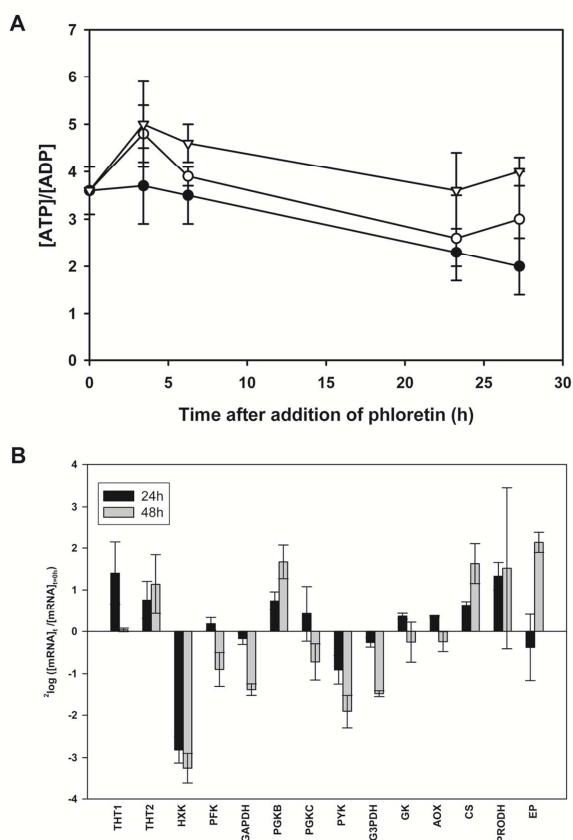 A
7
6
5
4
3
2
1
0
[ATP]/[ADP]
0 5 10 15 20 25 30
Time after addition of phloretin (h)
B
4
3
2
1
0
-1
-2
-3
-4
²log ([mRNA]t /[mRNA]t=0h)
24h
48h
THT1
THT2
HXK
PFK
GAPDH
PGKB
PGKC
PYK
G3PDH
GK
AOX
CS
PRODH
EP